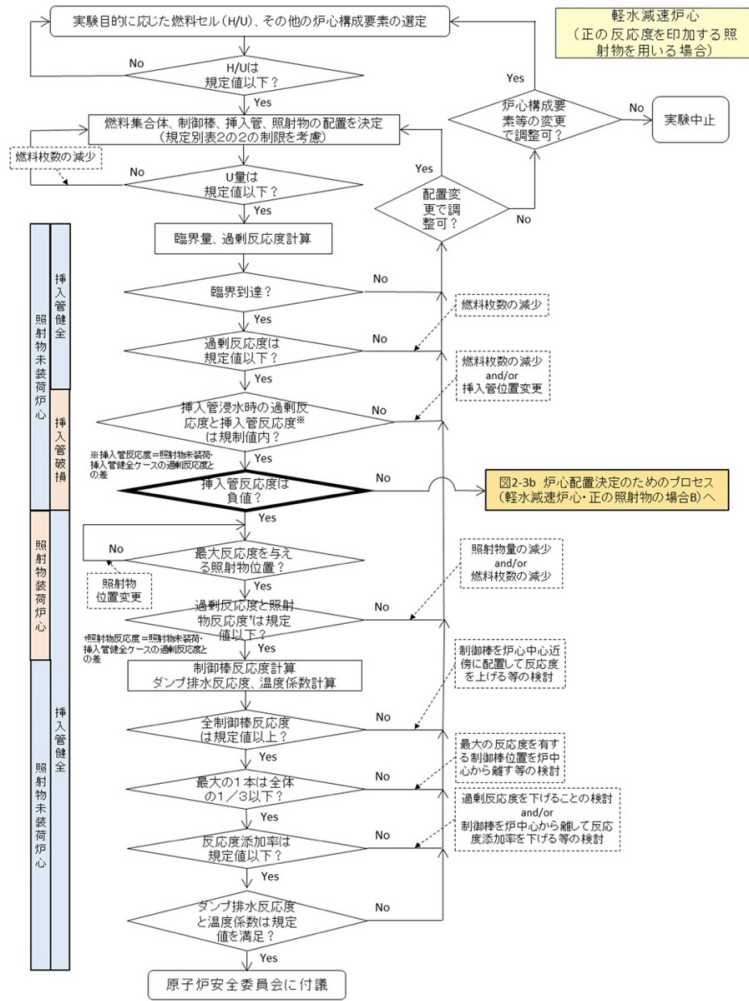 実験目的に応じた燃料セル(H/U)、その他の炉心構成要素の選定
軽水減速炉心
(正の反応度を印加する照
射物を用いる場合)
No
H/Uは
規定値以下?
Yes
Yes
炉心構成要
素等の変更
で調整可?
No
実験中止
燃料集合体、制御棒、挿入管、照射物の配置を決定
(規定別表2の2の制限を考慮)
燃料枚数の減少
No
U量は
規定値以下?
Yes
Yes
配置変
更で調
整可?
No
臨界量、過剰反応度計算
臨界到達?
No
Yes
燃料枚数の減少
過剰反応度は
規定値以下?
No
Yes
燃料枚数の減少
and/or
挿入管位置変更
挿入管浸水時の過剰反
応度と挿入管反応度※
は規制値内?
No
※挿入管反応度=照射物未装荷・
挿入管健全ケースの過剰反応度と
の差
Yes
挿入管反応度は
負値?
No
図2-3b 炉心配置決定のためのプロセス
(軽水減速炉心・正の照射物の場合B)へ
Yes
No
最大反応度を与え
る照射物位置?
照射物
位置変更
Yes
照射物量の減少
and/or
燃料枚数の減少
過剰反応度と照射
物反応度†は規定
値以下?
No
†照射物反応度=照射物未装荷・
挿入管健全ケースの過剰反応度と
の差
Yes
制御棒反応度計算
ダンプ排水反応度、温度係数計算
制御棒を炉心中心近
傍に配置して反応度
を上げる等の検討
全制御棒反応度
は規定値以上?
No
Yes
最大の反応度を有す
る制御棒位置を炉中
心から離す等の検討
最大の1本は全体
の1/3以下?
No
Yes
過剰反応度を下げることの検討
and/or
制御棒を炉中心から離して反応
度添加率を下げる等の検討
反応度添加率は
規定値以下?
No
Yes
ダンプ排水反応度
と温度係数は規定
値を満足?
No
Yes
原子炉安全委員会に付議
照射物未装荷炉心
挿入管健全
挿入管破損
照射物装荷炉心
挿入管健全
照射物未装荷炉心